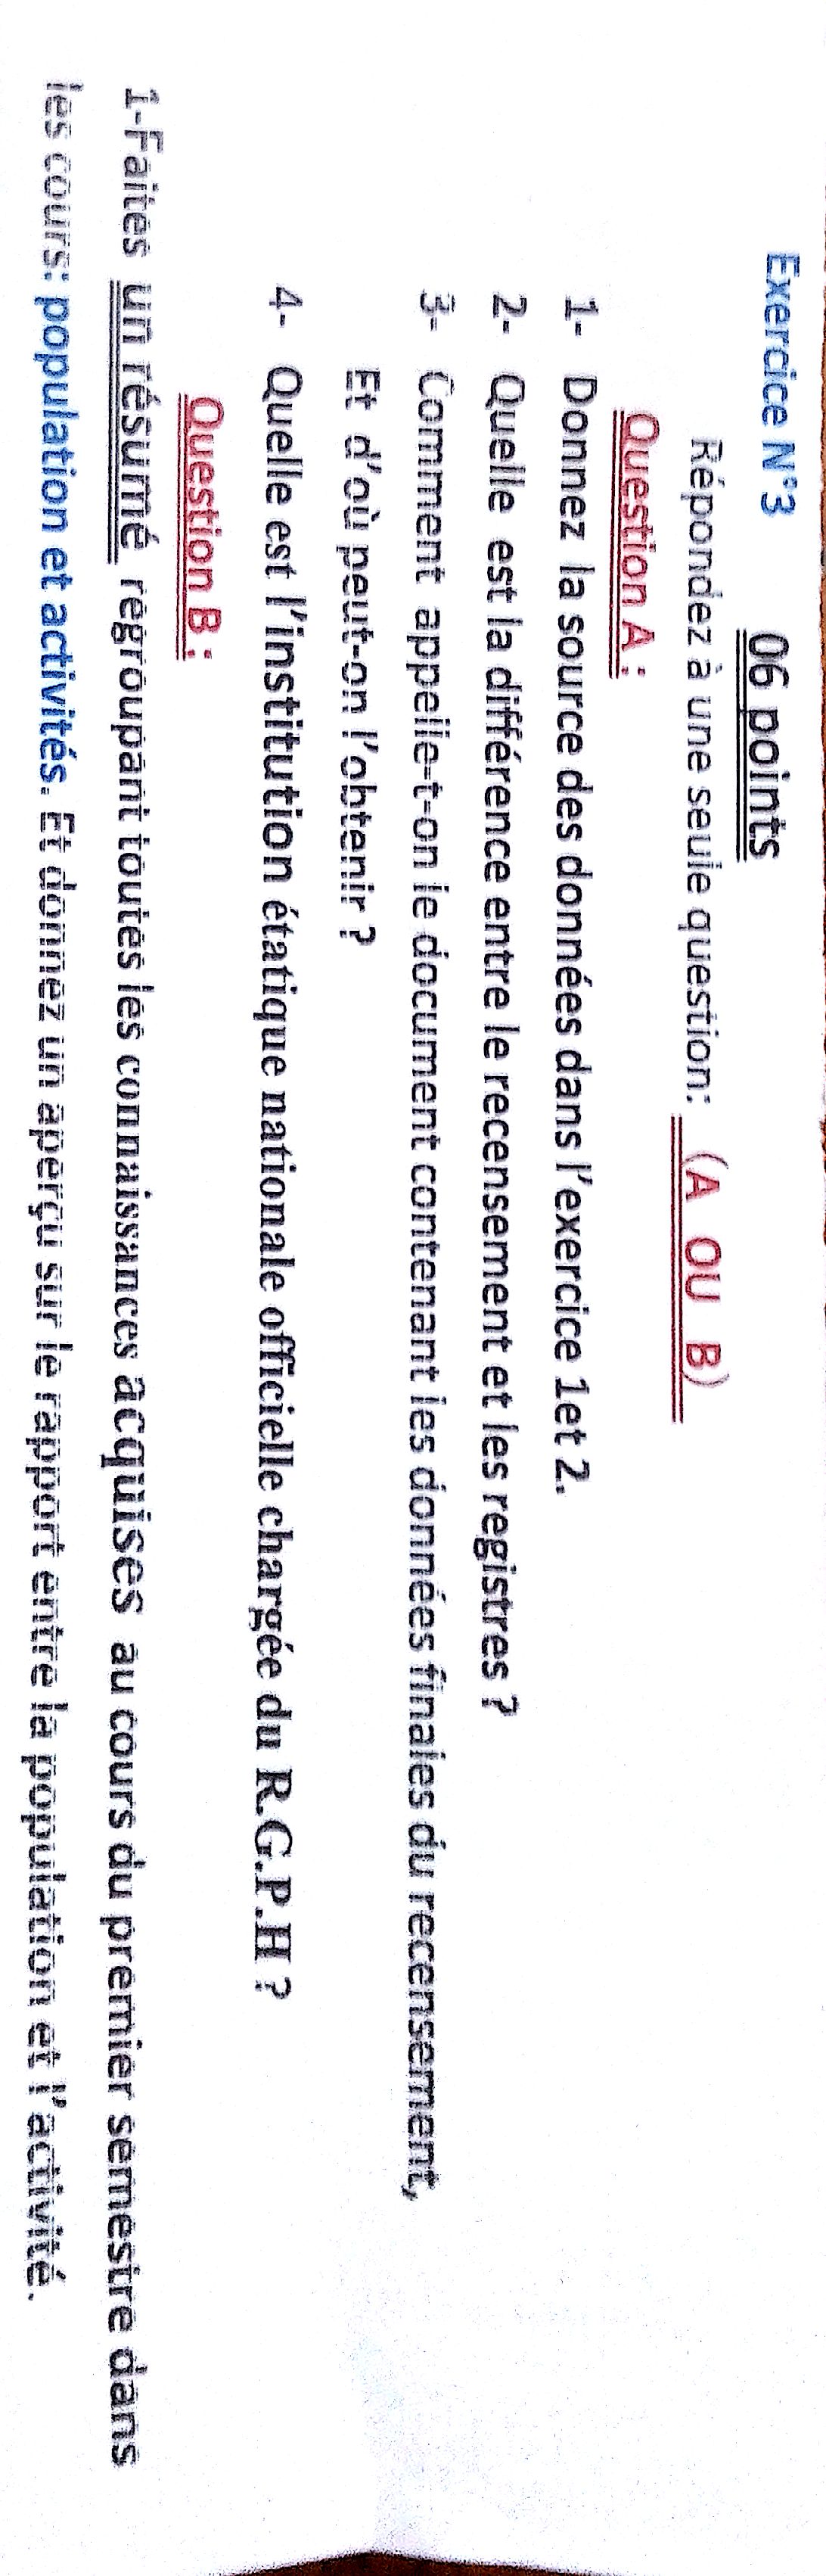 Exercice N°3
06 points
Répondez à une seule question: (A OU B)
Question A :
1- Donnez la source des données dans l'exercice 1et 2.
2- Quelle est la différence entre le recensement et les registres ?
3- Comment appelle-t-on le document contenant les données finales du recensement,
Et d'où peut-on l'obtenir ?
4- Quelle est l'institution étatique nationale officielle chargée du R.G.P.H ?
Question B :
1-Faites un résumé regroupant toutes les connaissances acquises au cours du premier semestre dans
les cours: population et activités. Et donnez un aperçu sur le rapport entre la population et l'activité.